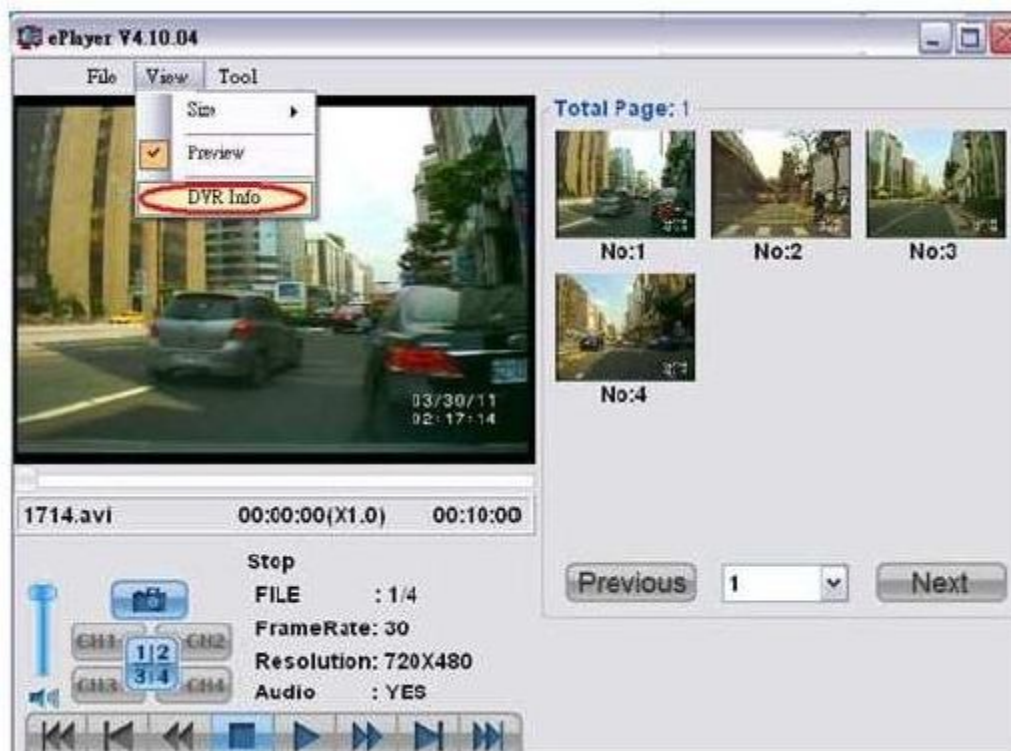 ePlayer V4.10.04
File View Tool
Size
Preview
DVR Info
03/30/11
02:17:14
Total Page: 1
No:1 No:2 No:3
No:4
1714.avi 00:00:00(X1.0) 00:10:00
Stop
FILE : 1/4
FrameRate: 30
Resolution: 720X480
Audio : YES
CH1 CH2
1 2
3 4
CH3 CH4
Previous 1 Next